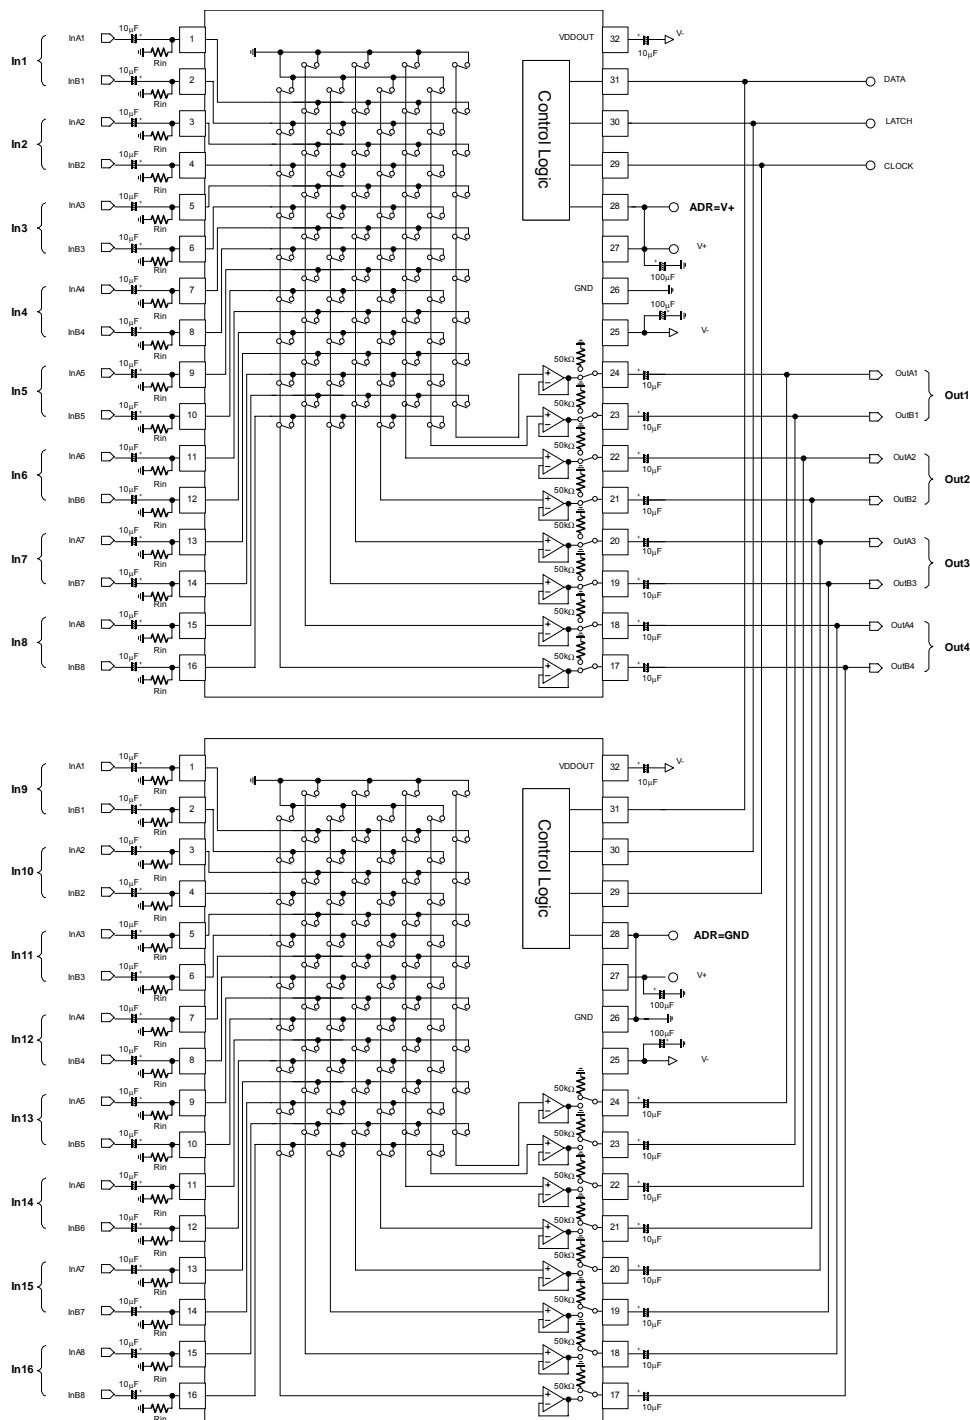 In1
InA1
10µF
+
Rin
1
InB1
10µF
+
Rin
2
In2
InA2
10µF
+
Rin
3
InB2
10µF
+
Rin
4
In3
InA3
10µF
+
Rin
5
InB3
10µF
+
Rin
6
In4
InA4
10µF
+
Rin
7
InB4
10µF
+
Rin
8
In5
InA5
10µF
+
Rin
9
InB5
10µF
+
Rin
10
In6
InA6
10µF
+
Rin
11
InB6
10µF
+
Rin
12
In7
InA7
10µF
+
Rin
13
InB7
10µF
+
Rin
14
In8
InA8
10µF
+
Rin
15
InB8
10µF
+
Rin
16
Control Logic
VDDOUT
32
+
10µF
V-
31
DATA
30
LATCH
29
CLOCK
28
ADR=V+
27
V+
+
100µF
GND
26
100µF
+
25
V-
50kΩ
24
+
10µF
OutA1
50kΩ
23
+
10µF
OutB1
Out1
50kΩ
22
+
10µF
OutA2
50kΩ
21
+
10µF
OutB2
Out2
50kΩ
20
+
10µF
OutA3
50kΩ
19
+
10µF
OutB3
Out3
50kΩ
18
+
10µF
OutA4
50kΩ
17
+
10µF
OutB4
Out4
In9
InA1
10µF
+
Rin
1
InB1
10µF
+
Rin
2
In10
InA2
10µF
+
Rin
3
InB2
10µF
+
Rin
4
In11
InA3
10µF
+
Rin
5
InB3
10µF
+
Rin
6
In12
InA4
10µF
+
Rin
7
InB4
10µF
+
Rin
8
In13
InA5
10µF
+
Rin
9
InB5
10µF
+
Rin
10
In14
InA6
10µF
+
Rin
11
InB6
10µF
+
Rin
12
In15
InA7
10µF
+
Rin
13
InB7
10µF
+
Rin
14
In16
InA8
10µF
+
Rin
15
InB8
10µF
+
Rin
16
Control Logic
VDDOUT
32
+
10µF
V-
31
30
29
28
ADR=GND
27
V+
+
100µF
GND
26
100µF
+
25
V-
50kΩ
24
+
10µF
50kΩ
23
+
10µF
50kΩ
22
+
10µF
50kΩ
21
+
10µF
50kΩ
20
+
10µF
50kΩ
19
+
10µF
50kΩ
18
+
10µF
50kΩ
17
+
10µF